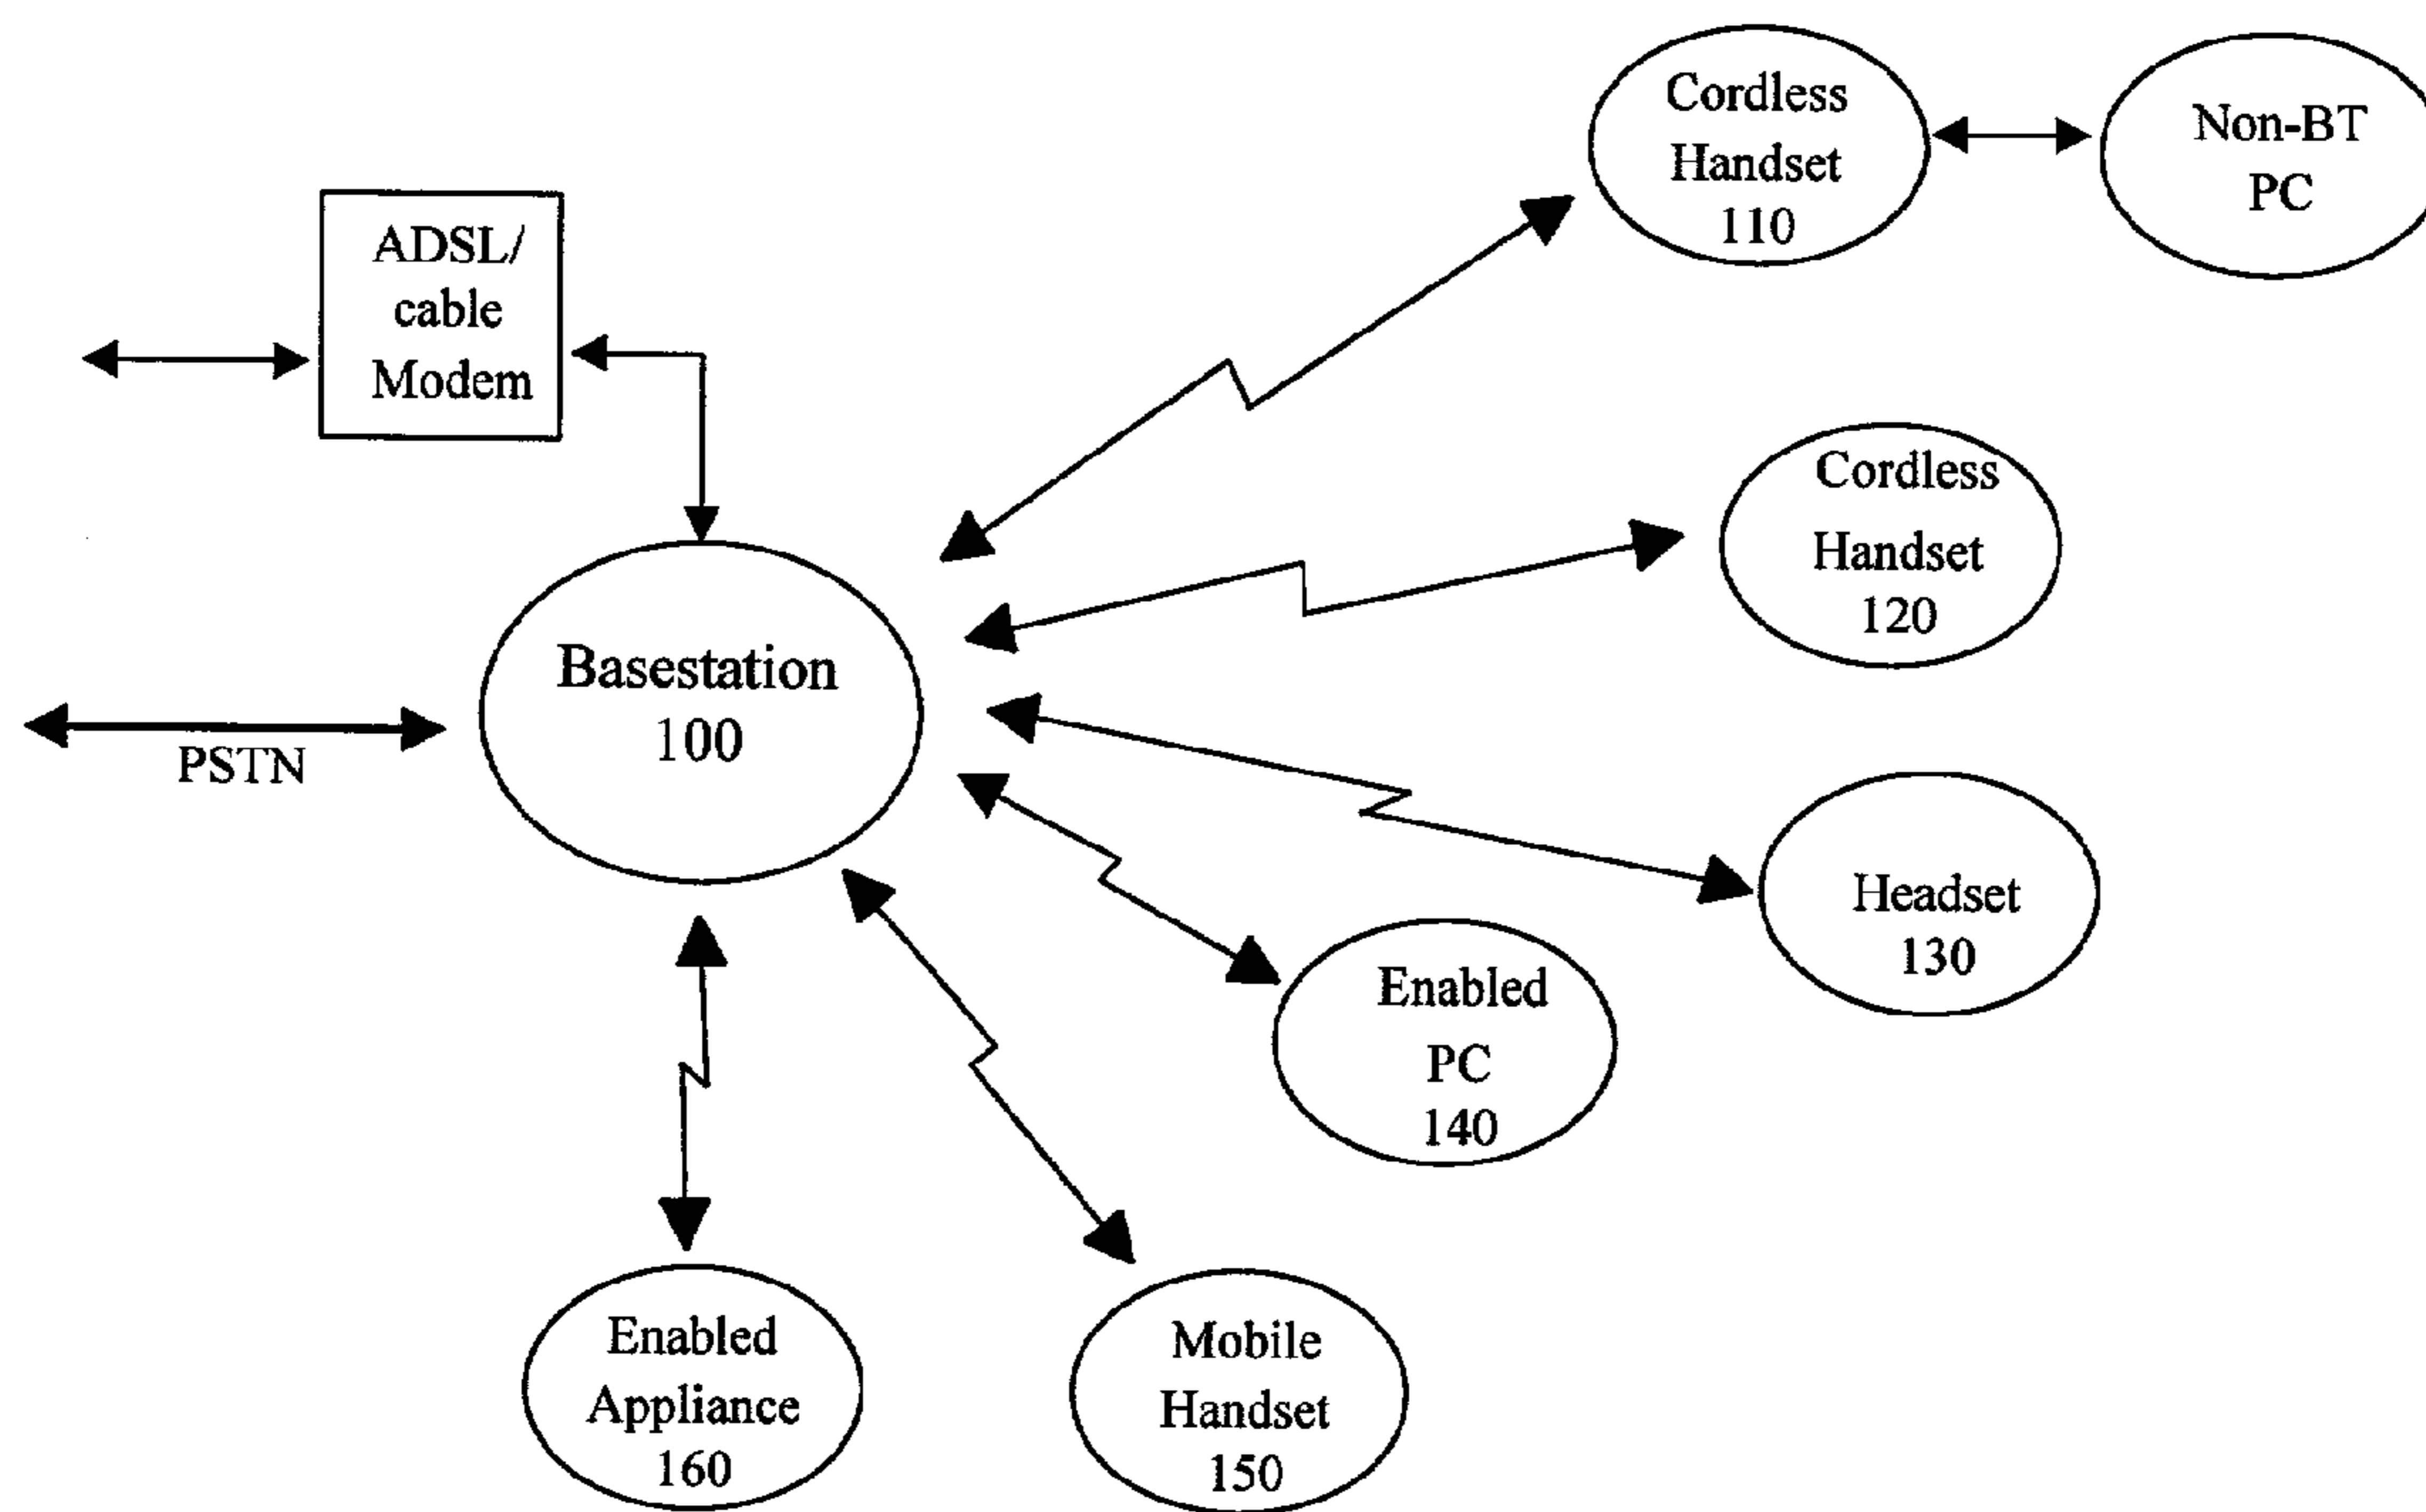 Cordless
Handset
110
Non-BT
PC
ADSL/
cable
Modem
Cordless
Handset
120
Basestation
100
PSTN
Headset
130
Enabled
PC
140
Enabled
Appliance
160
Mobile
Handset
150